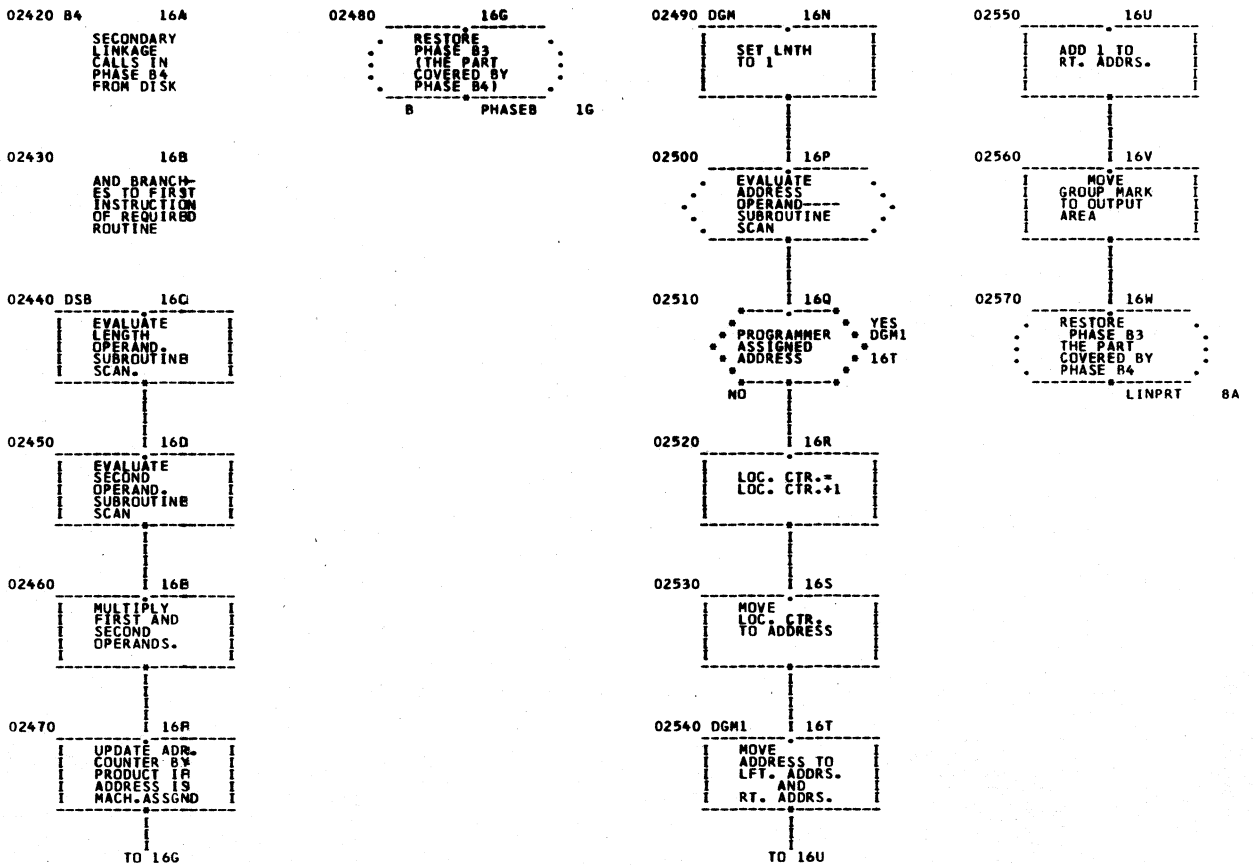 02420 B4 16A
SECONDARY
LINKAGE
CALLS IN
PHASE B4
FROM DISK
02430 16B
AND BRANCH-
ES TO FIRST
INSTRUCTION
OF REQUIRED
ROUTINE
02440 DSB 16C
EVALUATE
LENGTH
OPERAND.
SUBROUTINE
SCAN.
02450 16D
EVALUATE
SECOND
OPERAND.
SUBROUTINE
SCAN
02460 16E
MULTIPLY
FIRST AND
SECOND
OPERANDS.
02470 16F
UPDATE ADR.
COUNTER BY
PRODUCT IF
ADDRESS IS
MACH.ASSGND
TO 16G
02480 16G
RESTORE
PHASE B3
(THE PART
COVERED BY
PHASE B4)
B PHASEB 1G
02490 DGM 16N
SET LNTH
TO 1
02500 16P
EVALUATE
ADDRESS
OPERAND----
SUBROUTINE
SCAN
02510 16Q
PROGRAMMER
ASSIGNED
ADDRESS
YES
DGM1
16T
NO
02520 16R
LOC. CTR.=
LOC. CTR.+1
02530 16S
MOVE
LOC. CTR.
TO ADDRESS
02540 DGM1 16T
MOVE
ADDRESS TO
LFT. ADDRS.
AND
RT. ADDRS.
TO 16U
02550 16U
ADD 1 TO
RT. ADDRS.
02560 16V
MOVE
GROUP MARK
TO OUTPUT
AREA
02570 16W
RESTORE
PHASE B3
THE PART
COVERED BY
PHASE B4
LINPRT 8A